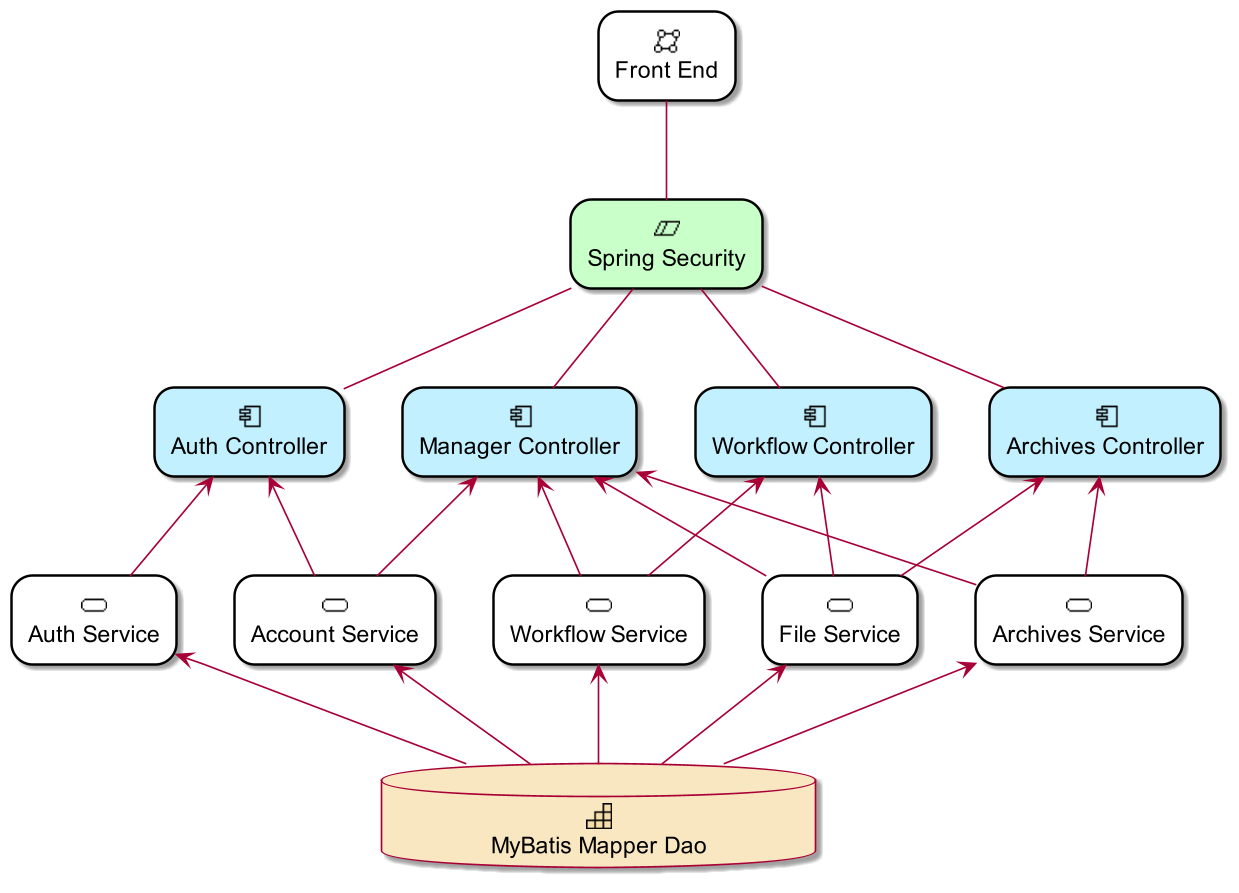 Front End
Spring Security
Auth Controller
Manager Controller
Workflow Controller
Archives Controller
Auth Service
Account Service
Workflow Service
File Service
Archives Service
MyBatis Mapper Dao